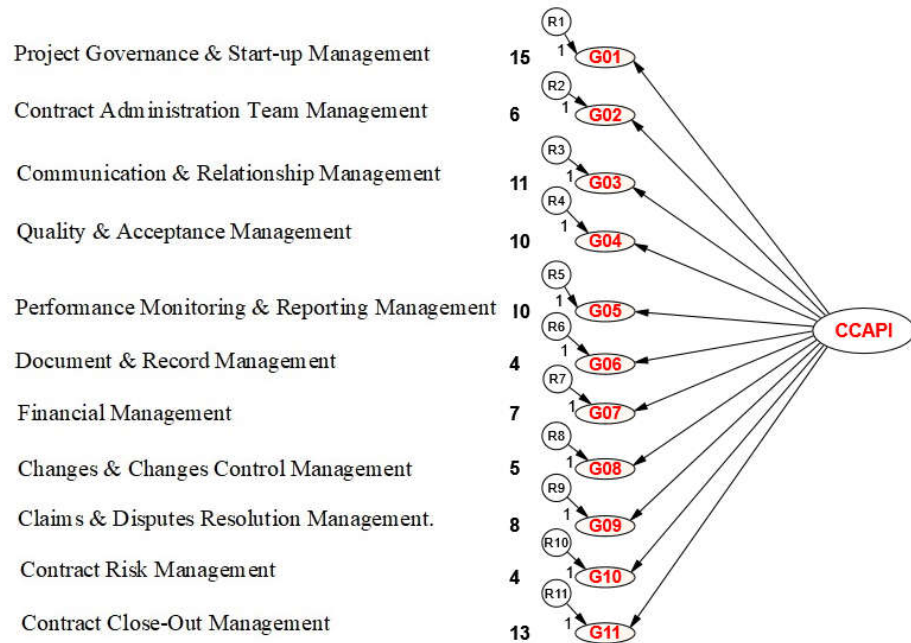 R1
Project Governance & Start-up Management 15 1 G01
R2
Contract Administration Team Management 6 1 G02
R3
Communication & Relationship Management 11 1 G03
R4
Quality & Acceptance Management 10 1 G04
R5
Performance Monitoring & Reporting Management 10 1 G05
CCAPI
R6
Document & Record Management 4 1 G06
R7
Financial Management 7 1 G07
R8
Changes & Changes Control Management 5 1 G08
R9
Claims & Disputes Resolution Management. 8 1 G09
R10
Contract Risk Management 4 1 G10
R11
Contract Close-Out Management 13 1 G11